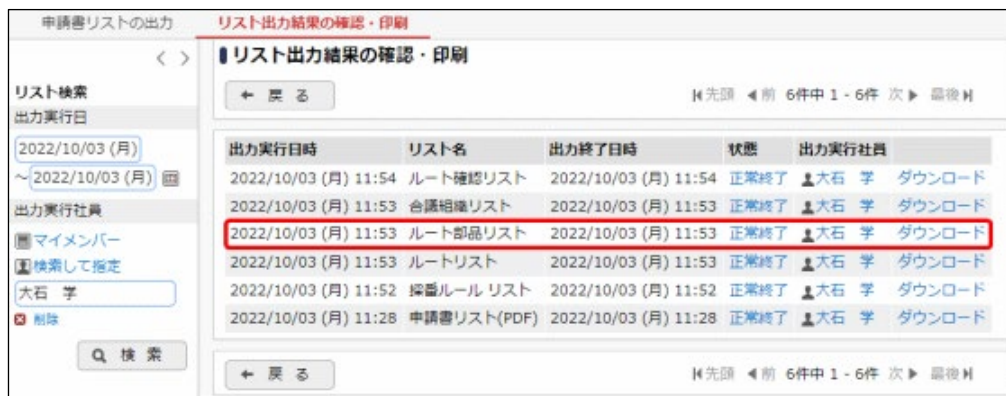 申請書リストの出力
リスト出力結果の確認・印刷
リスト検索
出力実行日
2022/10/03 (月)
～ 2022/10/03 (月)
出力実行社員
マイメンバー
検索して指定
大石 学
削除
検索
リスト出力結果の確認・印刷
戻る
先頭 前 6件中 1 - 6件 次 最後
出力実行日時 リスト名 出力終了日時 状態 出力実行社員
2022/10/03 (月) 11:54 ルート確認リスト 2022/10/03 (月) 11:54 正常終了 大石 学 ダウンロード
2022/10/03 (月) 11:53 合議組織リスト 2022/10/03 (月) 11:53 正常終了 大石 学 ダウンロード
2022/10/03 (月) 11:53 ルート部品リスト 2022/10/03 (月) 11:53 正常終了 大石 学 ダウンロード
2022/10/03 (月) 11:53 ルートリスト 2022/10/03 (月) 11:53 正常終了 大石 学 ダウンロード
2022/10/03 (月) 11:52 採番ルール リスト 2022/10/03 (月) 11:52 正常終了 大石 学 ダウンロード
2022/10/03 (月) 11:28 申請書リスト(PDF) 2022/10/03 (月) 11:28 正常終了 大石 学 ダウンロード
戻る
先頭 前 6件中 1 - 6件 次 最後